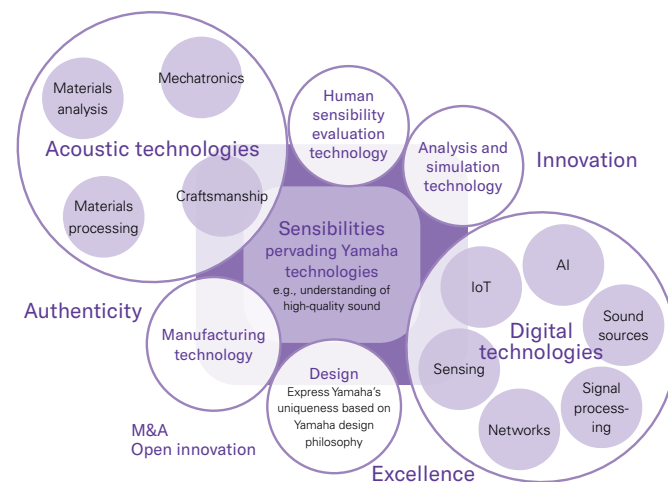 Materials
analysis
Mechatronics
Acoustic technologies
Materials
processing
Craftsmanship
Human
sensibility
evaluation
technology
Analysis and
simulation
technology
Innovation
Sensibilities
pervading Yamaha
technologies
e.g., understanding of
high-quality sound
Authenticity
Manufacturing
technology
Design
Express Yamaha's
uniqueness based on
Yamaha design
philosophy
M&A
Open innovation
Digital
technologies
IoT
AI
Sound
sources
Sensing
Signal
process-
ing
Networks
Excellence